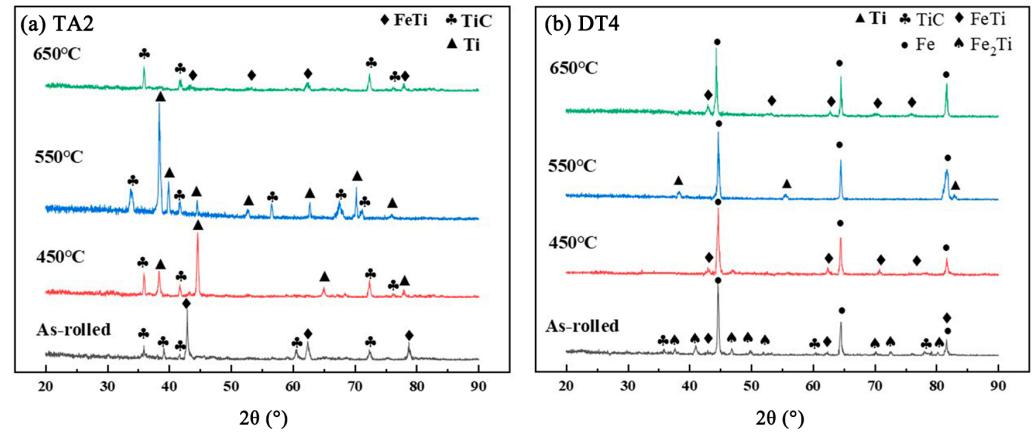 (a) TA2
FeTi TiC
Ti
650°C
550°C
450°C
As-rolled
20 30 40 50 60 70 80 90
2θ (°)
(b) DT4
Ti TiC FeTi
Fe Fe2Ti
650°C
550°C
450°C
As-rolled
20 30 40 50 60 70 80 90
2θ (°)